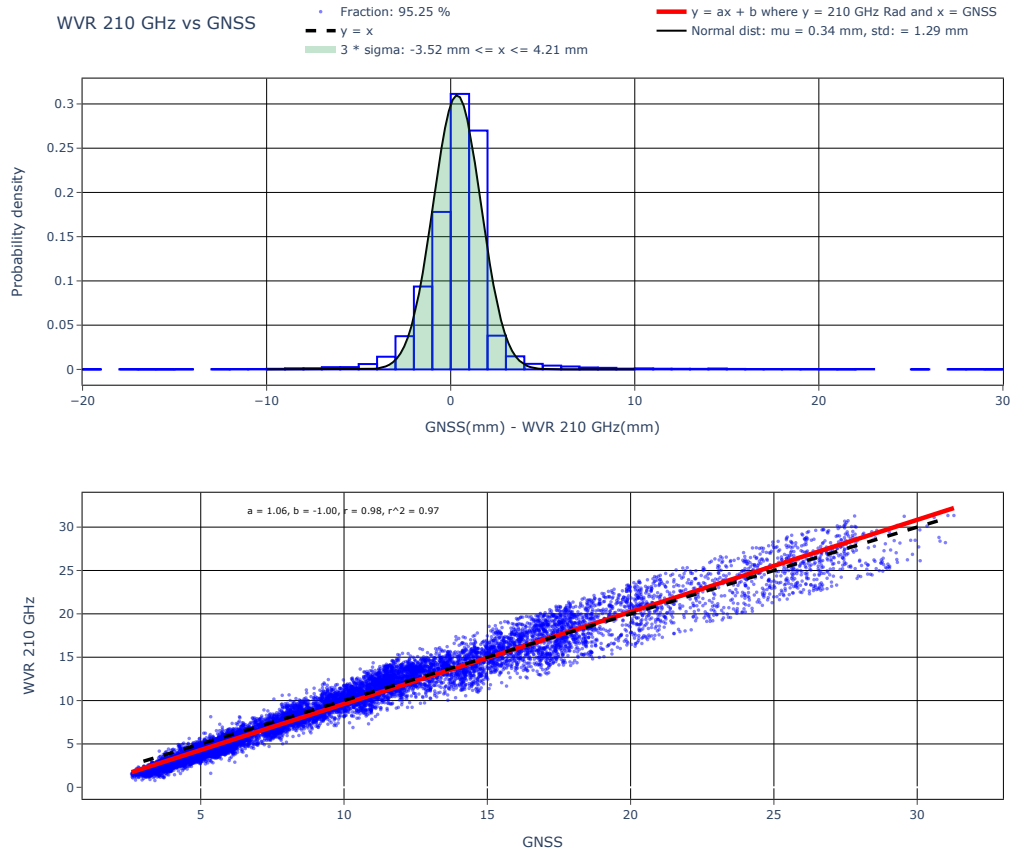 WVR 210 GHz vs GNSS
Fraction: 95.25 %
y = x
3 * sigma: -3.52 mm <= x <= 4.21 mm
y = ax + b where y = 210 GHz Rad and x = GNSS
Normal dist: mu = 0.34 mm, std: = 1.29 mm
Probability density
0.3
0.25
0.2
0.15
0.1
0.05
0
−20 −10 0 10 20 30
GNSS(mm) - WVR 210 GHz(mm)
a = 1.06, b = -1.00, r = 0.98, r^2 = 0.97
WVR 210 GHz
30
25
20
15
10
5
0
5 10 15 20 25 30
GNSS